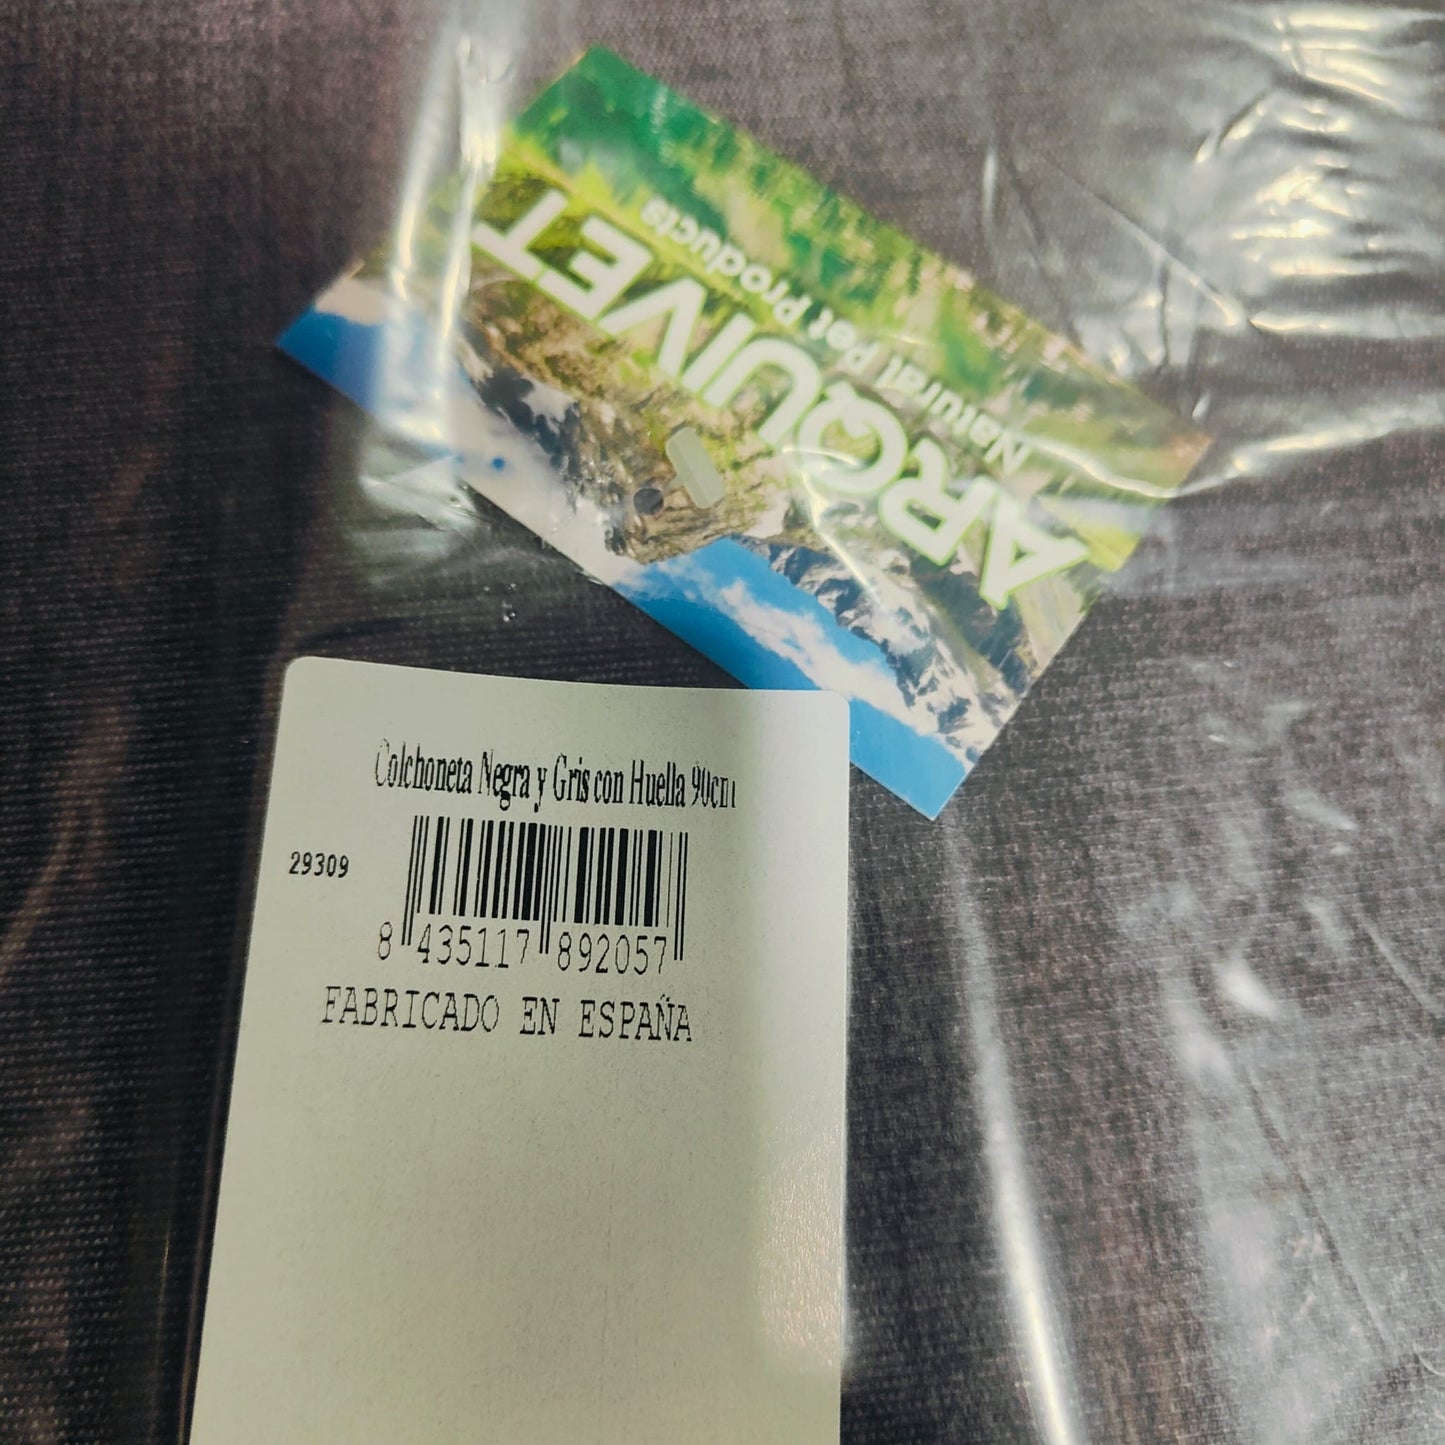 ARQUIVET
Natural Pet Products
Colchoneta Negra y Gris con Huella 90cm
29309
8 435117 892057
FABRICADO EN ESPAÑA